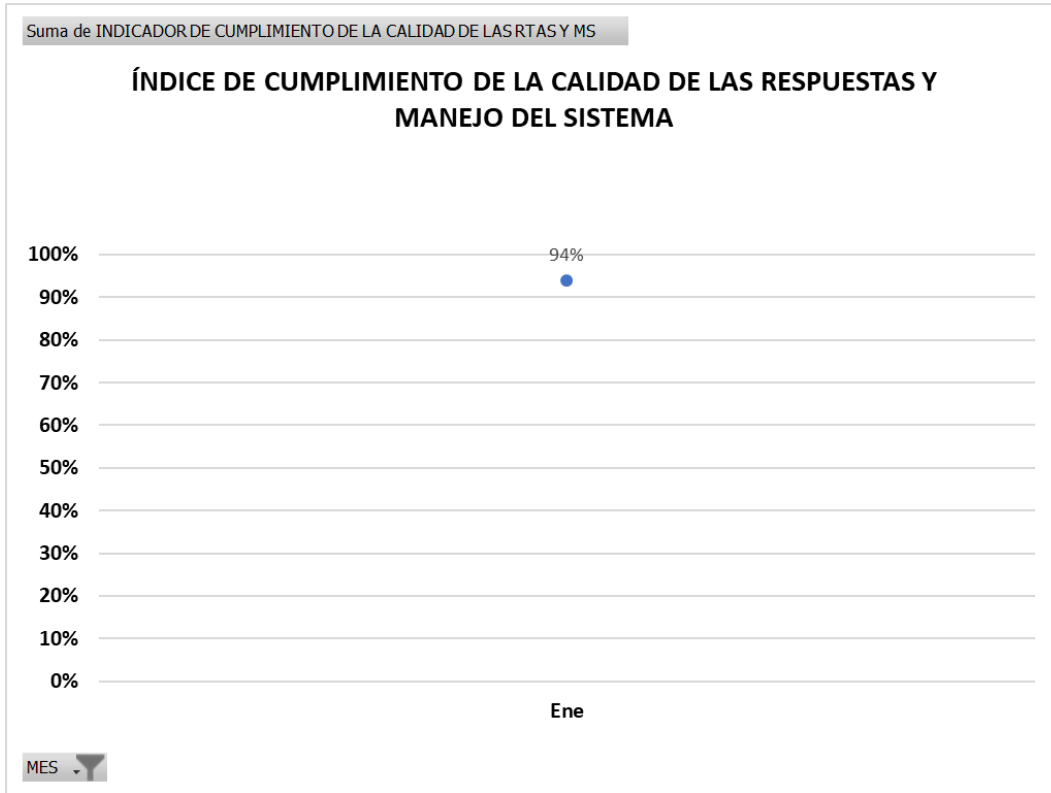 Suma de INDICADOR DE CUMPLIMIENTO DE LA CALIDAD DE LAS RTAS Y MS
ÍNDICE DE CUMPLIMIENTO DE LA CALIDAD DE LAS RESPUESTAS Y
MANEJO DEL SISTEMA
100%
94%
90%
80%
70%
60%
50%
40%
30%
20%
10%
0%
Ene
MES